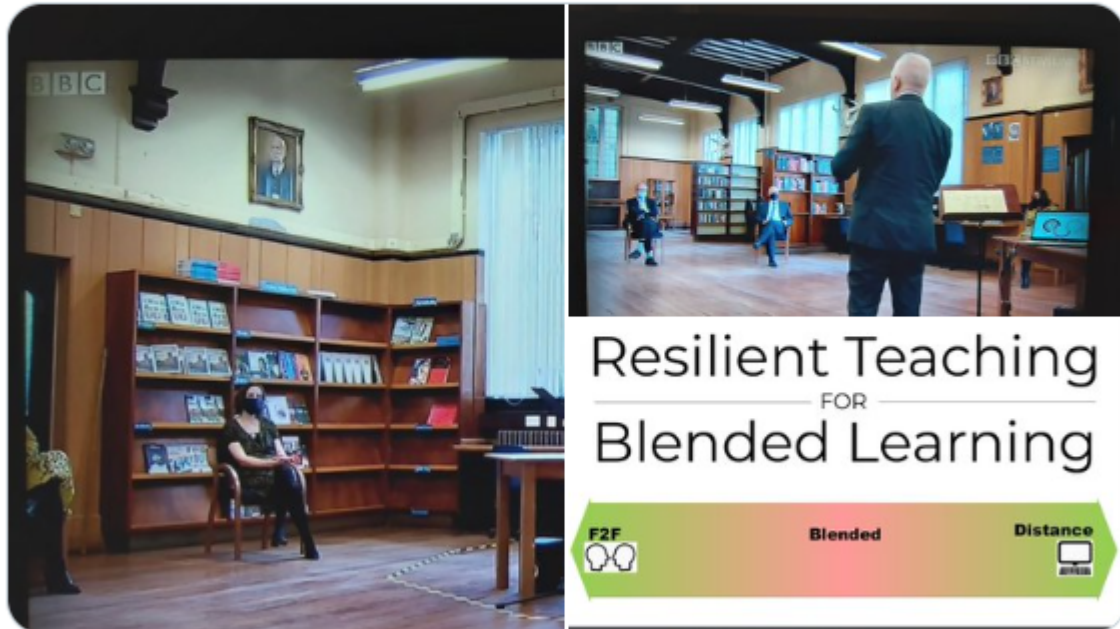 BBC
BBC
Resilient Teaching
FOR
Blended Learning
F2F
Blended
Distance